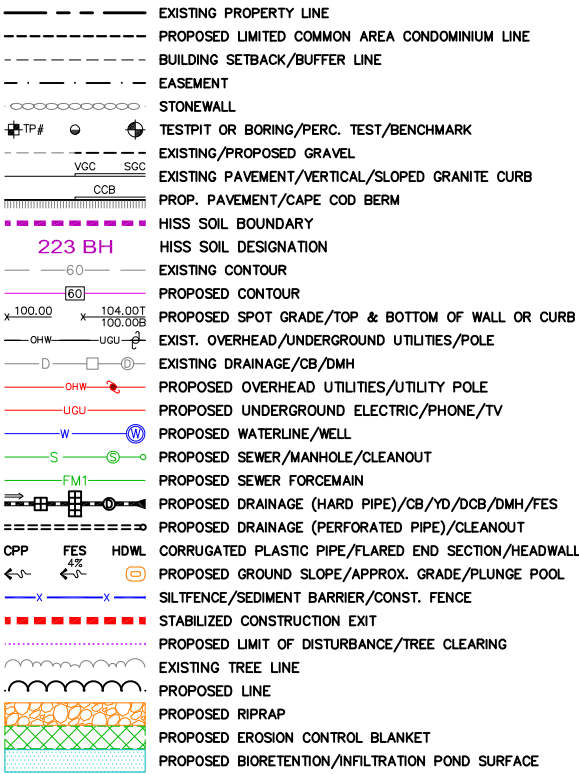 EXISTING PROPERTY LINE
PROPOSED LIMITED COMMON AREA CONDOMINIUM LINE
BUILDING SETBACK/BUFFER LINE
EASEMENT
STONEWALL
TP# TESTPIT OR BORING/PERC. TEST/BENCHMARK
EXISTING/PROPOSED GRAVEL
VGC SGC EXISTING PAVEMENT/VERTICAL/SLOPED GRANITE CURB
CCB PROP. PAVEMENT/CAPE COD BERM
HISS SOIL BOUNDARY
223 BH HISS SOIL DESIGNATION
60 EXISTING CONTOUR
60 PROPOSED CONTOUR
x 100.00 x 104.00T 100.00B PROPOSED SPOT GRADE/TOP & BOTTOM OF WALL OR CURB
OHW UGU EXIST. OVERHEAD/UNDERGROUND UTILITIES/POLE
D D EXISTING DRAINAGE/CB/DMH
OHW PROPOSED OVERHEAD UTILITIES/UTILITY POLE
UGU PROPOSED UNDERGROUND ELECTRIC/PHONE/TV
W W PROPOSED WATERLINE/WELL
S S PROPOSED SEWER/MANHOLE/CLEANOUT
FM1 PROPOSED SEWER FORCEMAIN
D PROPOSED DRAINAGE (HARD PIPE)/CB/YD/DCB/DMH/FES
PROPOSED DRAINAGE (PERFORATED PIPE)/CLEANOUT
CPP FES HDWL CORRUGATED PLASTIC PIPE/FLARED END SECTION/HEADWALL
4% PROPOSED GROUND SLOPE/APPROX. GRADE/PLUNGE POOL
x x SILTFENCE/SEDIMENT BARRIER/CONST. FENCE
STABILIZED CONSTRUCTION EXIT
PROPOSED LIMIT OF DISTURBANCE/TREE CLEARING
EXISTING TREE LINE
PROPOSED LINE
PROPOSED RIPRAP
PROPOSED EROSION CONTROL BLANKET
PROPOSED BIORETENTION/INFILTRATION POND SURFACE